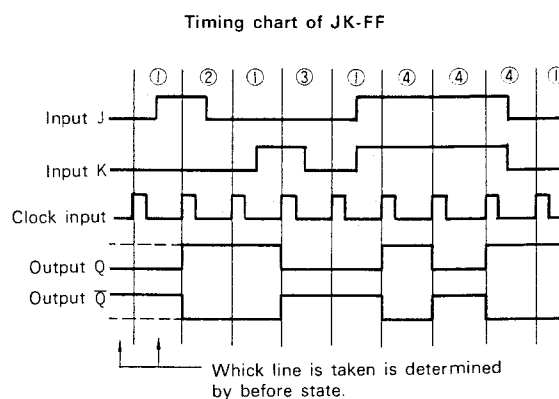 Timing chart of JK-FF
① ② ① ③ ① ④ ④ ④ ①
Input J
Input K
Clock input
Output Q
Output Q̅
Whick line is taken is determined
by before state.